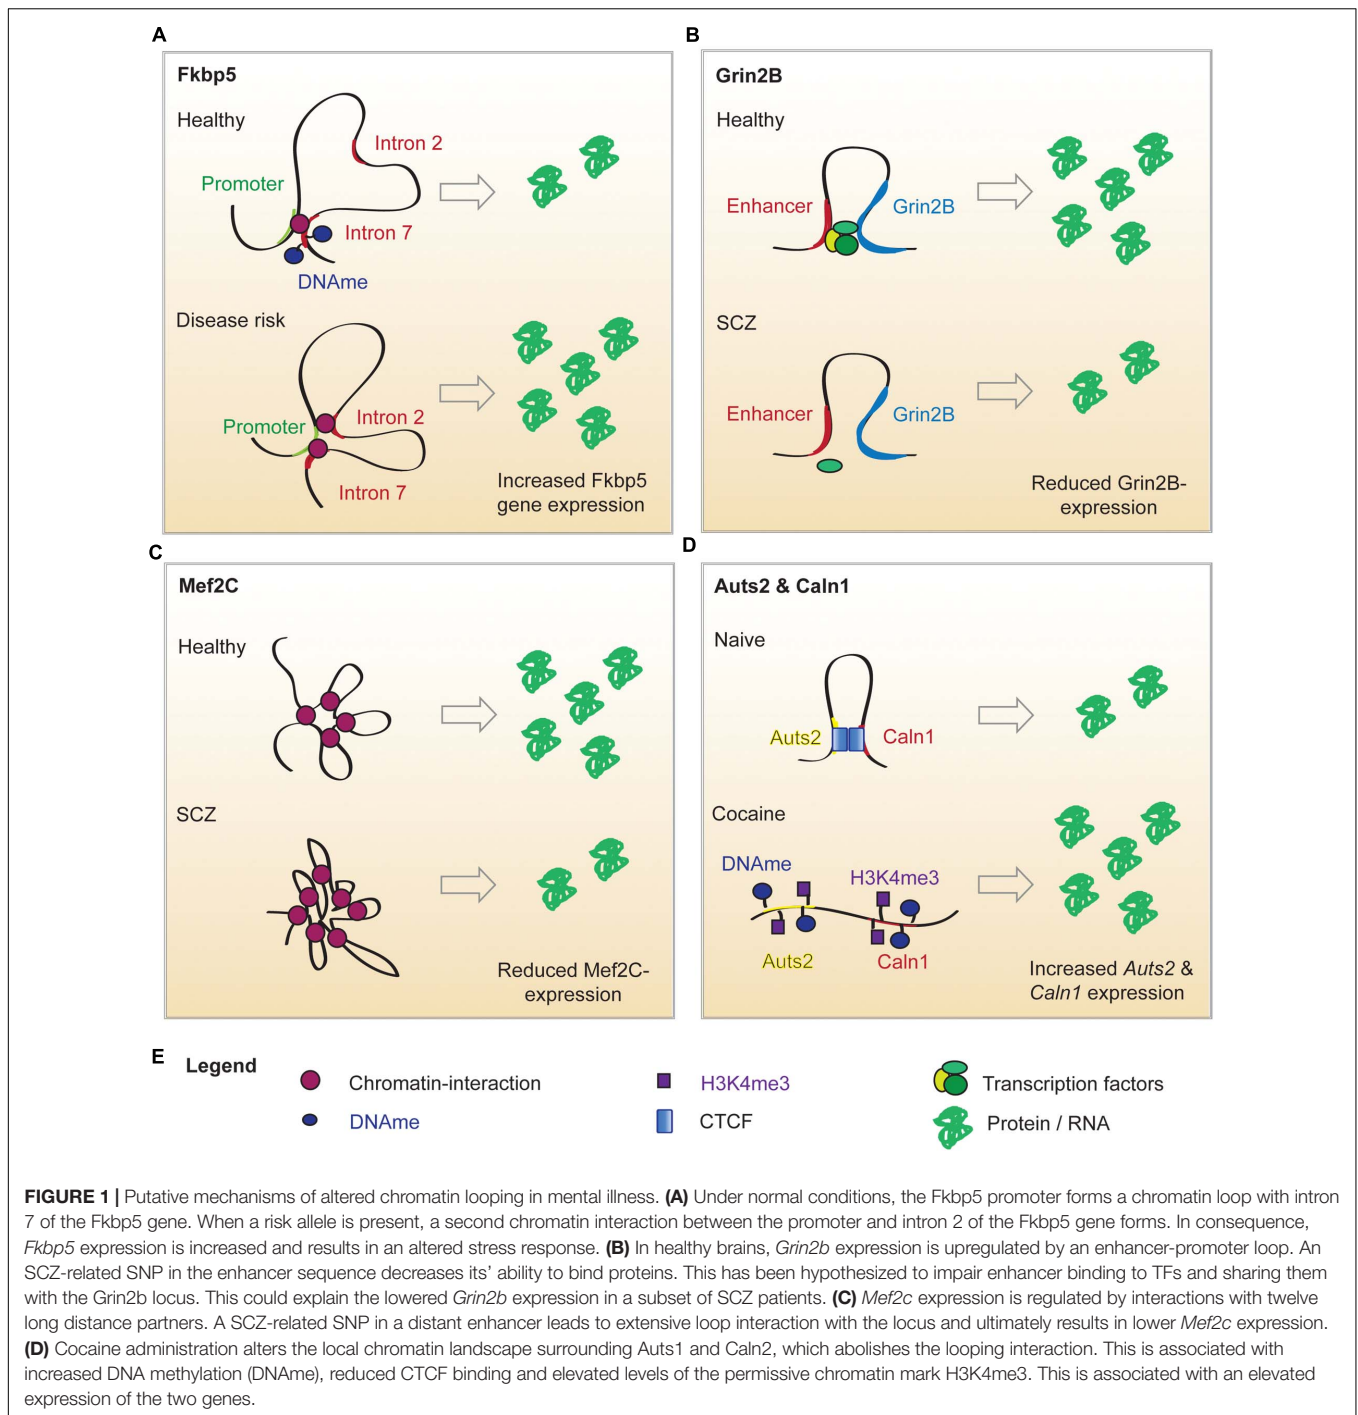 A
Fkbp5
Healthy
Intron 2
Promoter
Intron 7
DNAme
Disease risk
Promoter
Intron 2
Intron 7
Increased Fkbp5
gene expression
B
Grin2B
Healthy
Enhancer
Grin2B
SCZ
Enhancer
Grin2B
Reduced Grin2B-
expression
C
Mef2C
Healthy
SCZ
Reduced Mef2C-
expression
D
Auts2 & Caln1
Naive
Auts2
Caln1
Cocaine
DNAme
H3K4me3
Auts2
Caln1
Increased Auts2 &
Caln1 expression
E
Legend
Chromatin-interaction
H3K4me3
Transcription factors
DNAme
CTCF
Protein / RNA
FIGURE 1 | Putative mechanisms of altered chromatin looping in mental illness. (A) Under normal conditions, the Fkbp5 promoter forms a chromatin loop with intron
7 of the Fkbp5 gene. When a risk allele is present, a second chromatin interaction between the promoter and intron 2 of the Fkbp5 gene forms. In consequence,
Fkbp5 expression is increased and results in an altered stress response. (B) In healthy brains, Grin2b expression is upregulated by an enhancer-promoter loop. An
SCZ-related SNP in the enhancer sequence decreases its' ability to bind proteins. This has been hypothesized to impair enhancer binding to TFs and sharing them
with the Grin2b locus. This could explain the lowered Grin2b expression in a subset of SCZ patients. (C) Mef2c expression is regulated by interactions with twelve
long distance partners. A SCZ-related SNP in a distant enhancer leads to extensive loop interaction with the locus and ultimately results in lower Mef2c expression.
(D) Cocaine administration alters the local chromatin landscape surrounding Auts1 and Caln2, which abolishes the looping interaction. This is associated with
increased DNA methylation (DNAme), reduced CTCF binding and elevated levels of the permissive chromatin mark H3K4me3. This is associated with an elevated
expression of the two genes.